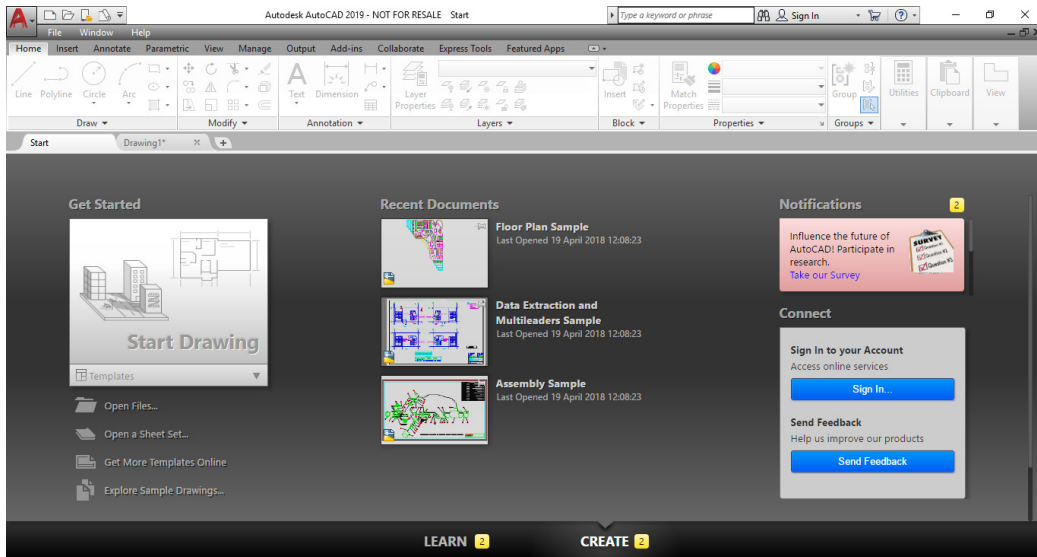 Autodesk AutoCAD 2019 - NOT FOR RESALE Start
Type a keyword or phrase
Sign In
File Window Help
Home Insert Annotate Parametric View Manage Output Add-ins Collaborate Express Tools Featured Apps
Line Polyline Circle Arc
Text Dimension
Layer Properties
Insert
Match Properties
Group
Utilities
Clipboard
View
Draw Modify Annotation Layers Block Properties Groups
Start Drawing1*
Get Started
Start Drawing
Templates
Open Files...
Open a Sheet Set...
Get More Templates Online
Explore Sample Drawings...
Recent Documents
Floor Plan Sample
Last Opened 19 April 2018 12:08:23
Data Extraction and
Multileaders Sample
Last Opened 19 April 2018 12:08:23
Assembly Sample
Last Opened 19 April 2018 12:08:23
Notifications 2
Influence the future of
AutoCAD! Participate in
research.
Take our Survey
SURVEY
Connect
Sign In to your Account
Access online services
Sign In...
Send Feedback
Help us improve our products
Send Feedback
LEARN 2 CREATE 2